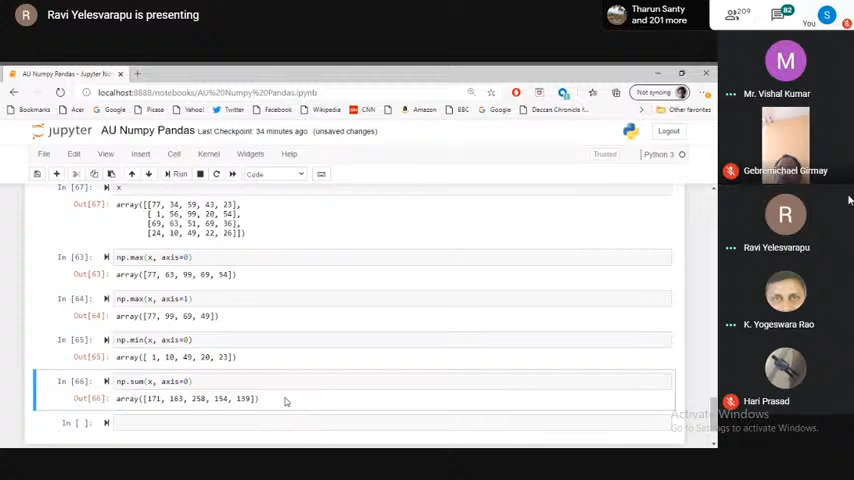 R Ravi Yelesvarapu is presenting
Tharun Santy
and 201 more
209
82
You
S
AU Numpy Pandas - Jupyter No
localhost:8888/notebooks/AU%20Numpy%20Pandas.ipynb
Not syncing
Bookmarks Acer Google Picasa Yahoo Twitter Facebook Wikipedia CNN Amazon BBC Google Deccan Chronicle Other favorites
jupyter AU Numpy Pandas Last Checkpoint: 34 minutes ago (unsaved changes)
Logout
File Edit View Insert Cell Kernel Widgets Help
Trusted Python 3
Run Code
In [67]: x
Out[67]: array([[77, 34, 59, 43, 23],
[ 1, 56, 99, 20, 54],
[69, 63, 51, 69, 36],
[24, 10, 49, 22, 26]])
In [63]: np.max(x, axis=0)
Out[63]: array([77, 63, 99, 69, 54])
In [64]: np.max(x, axis=1)
Out[64]: array([77, 99, 69, 49])
In [65]: np.min(x, axis=0)
Out[65]: array([ 1, 10, 49, 20, 23])
In [66]: np.sum(x, axis=0)
Out[66]: array([171, 163, 258, 154, 139])
In [ ]:
M
Mr. Vishal Kumar
Gebremichael Girmay
R
Ravi Yelesvarapu
K. Yogeswara Rao
Hari Prasad
Activate Windows
Go to Settings to activate Windows.